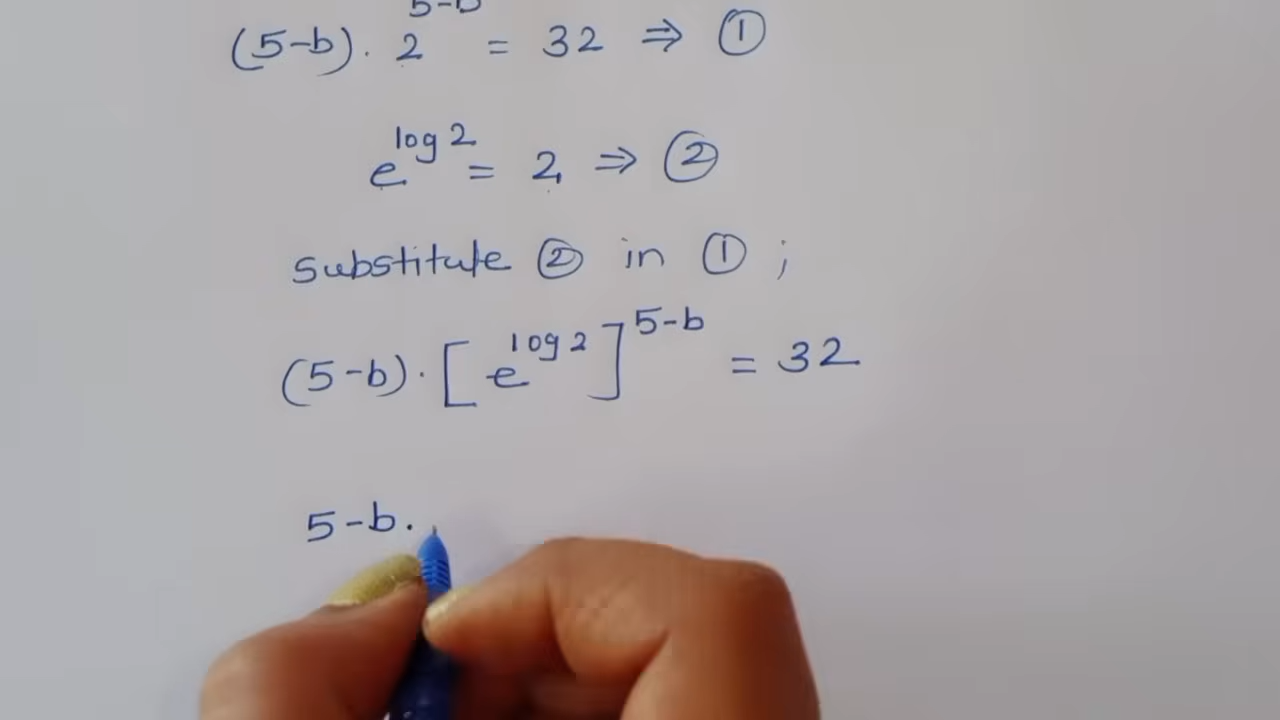 5-b
(5-b). 2 = 32 ⇒ ①
e^log 2 = 2, ⇒ ②
substitute ② in ① ;
(5-b)·[e^log 2]^5-b = 32
5-b.